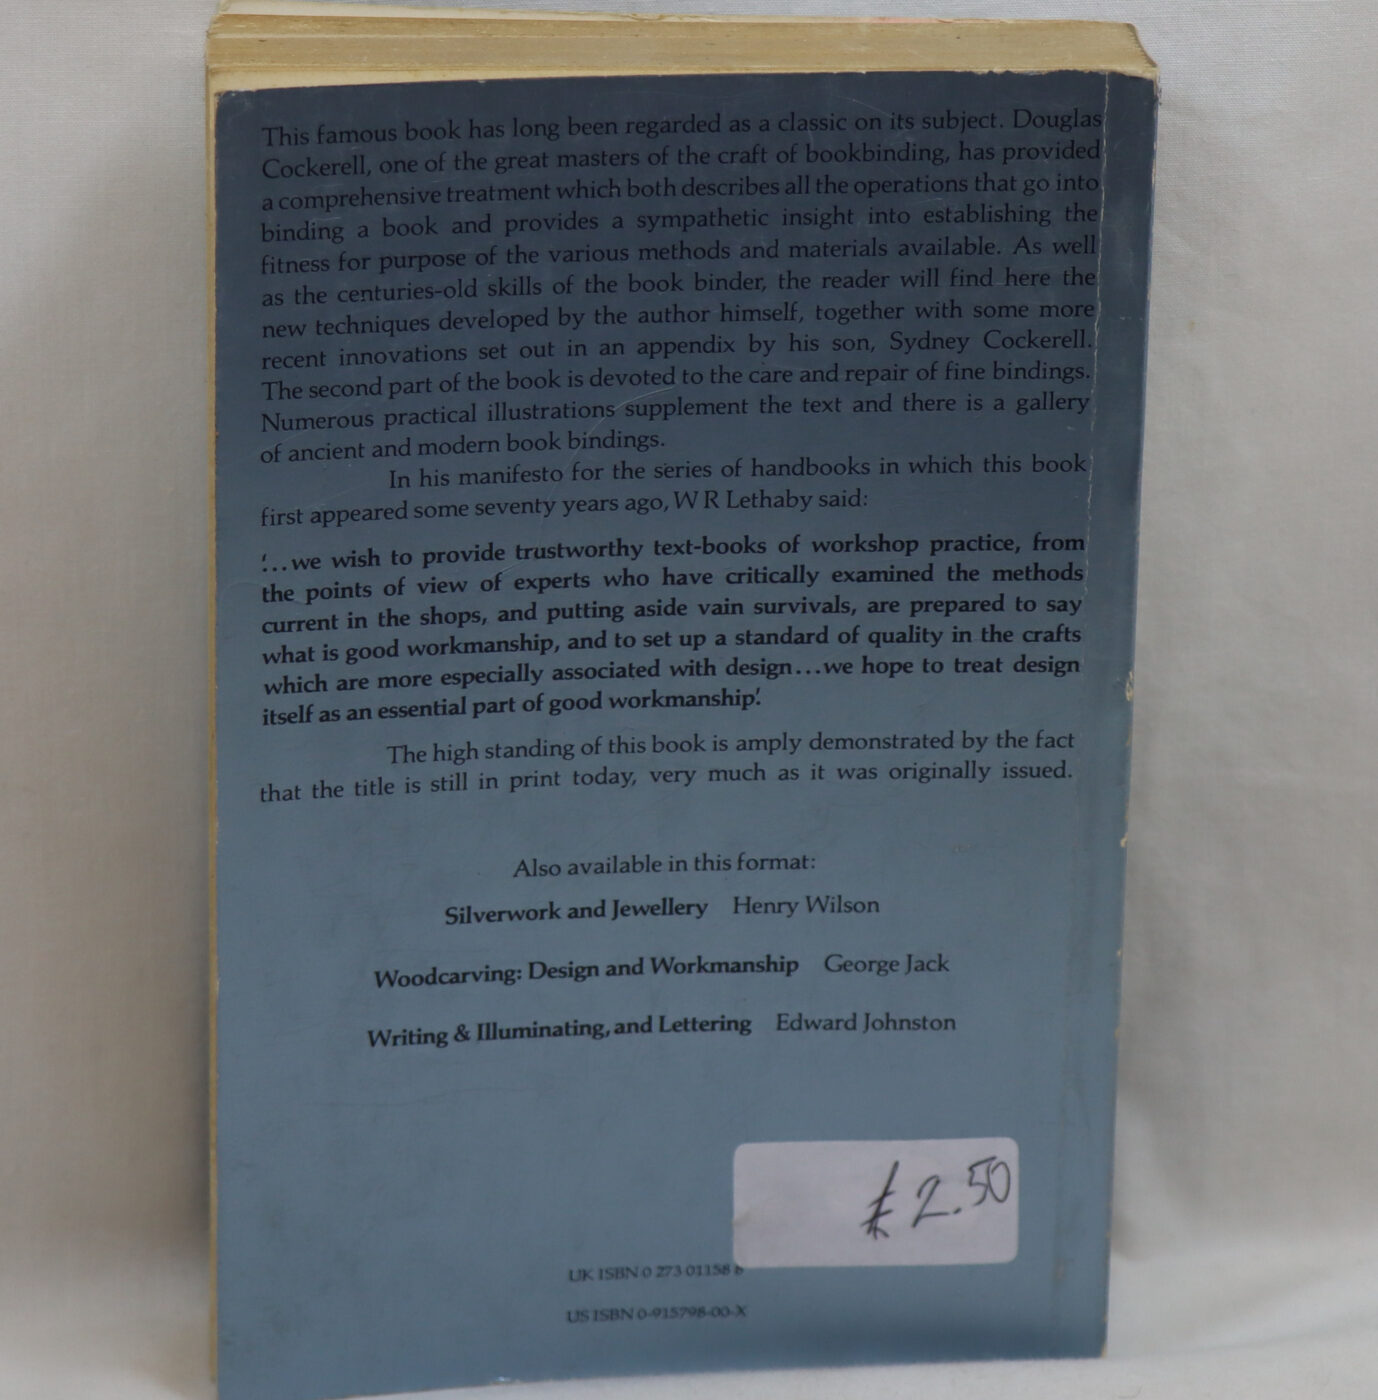 This famous book has long been regarded as a classic on its subject. Douglas
Cockerell, one of the great masters of the craft of bookbinding, has provided
a comprehensive treatment which both describes all the operations that go into
binding a book and provides a sympathetic insight into establishing the
fitness for purpose of the various methods and materials available. As well
as the centuries-old skills of the book binder, the reader will find here the
new techniques developed by the author himself, together with some more
recent innovations set out in an appendix by his son, Sydney Cockerell.
The second part of the book is devoted to the care and repair of fine bindings.
Numerous practical illustrations supplement the text and there is a gallery
of ancient and modern book bindings.
In his manifesto for the series of handbooks in which this book
first appeared some seventy years ago, W R Lethaby said:
'...we wish to provide trustworthy text-books of workshop practice, from
the points of view of experts who have critically examined the methods
current in the shops, and putting aside vain survivals, are prepared to say
what is good workmanship, and to set up a standard of quality in the crafts
which are more especially associated with design...we hope to treat design
itself as an essential part of good workmanship.'
The high standing of this book is amply demonstrated by the fact
that the title is still in print today, very much as it was originally issued.
Also available in this format:
Silverwork and Jewellery Henry Wilson
Woodcarving: Design and Workmanship George Jack
Writing & Illuminating, and Lettering Edward Johnston
£2.50
UK ISBN 0 273 01158
US ISBN 0-915798-00-X